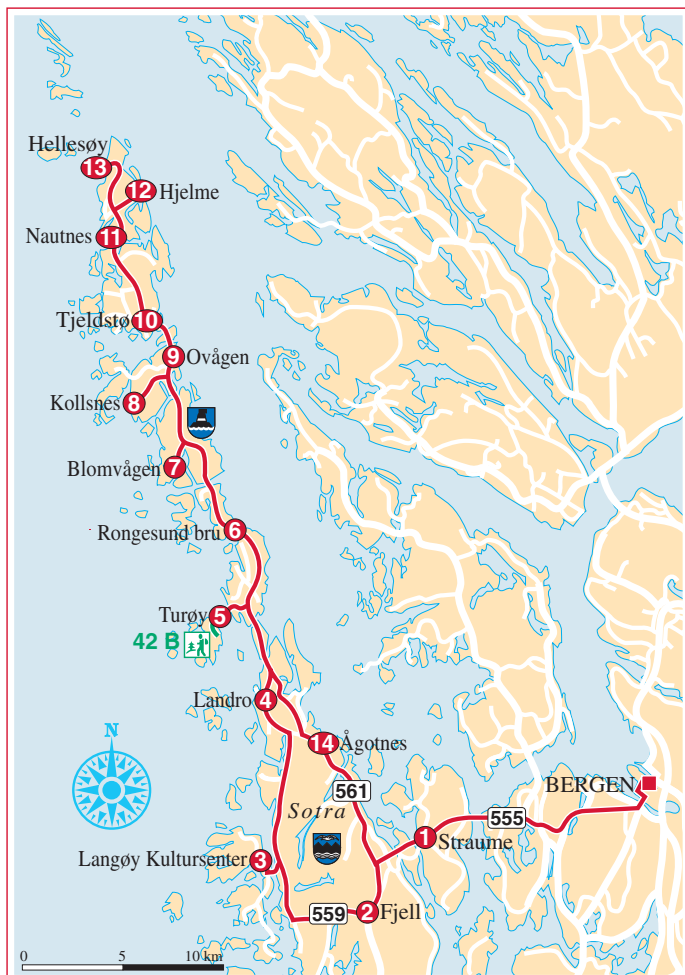 Hellesøy
13
12
Hjelme
Nautnes
11
Tjeldstø
10
9
Ovågen
Kollsnes
8
Blomvågen
7
Rongesund bru
6
Turøy
5
42 B
Landro
4
14
Ågotnes
N
561
BERGEN
Sotra
555
1
Straume
Langøy Kultursenter
3
559
2
Fjell
0
5
10 km